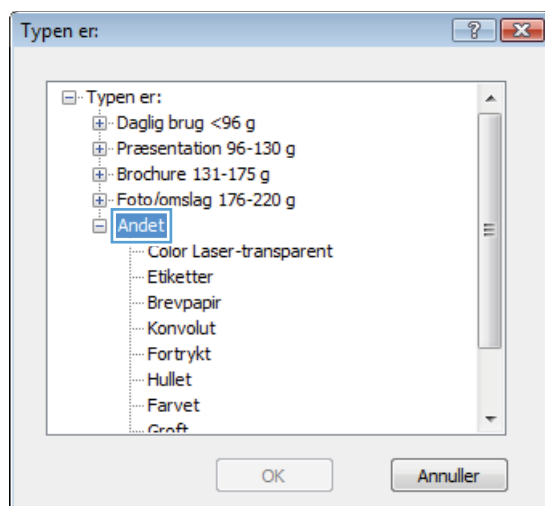 Typen er:
Typen er:
Daglig brug <96 g
Præsentation 96-130 g
Brochure 131-175 g
Foto/omslag 176-220 g
Andet
Color Laser-transparent
Etiketter
Brevpapir
Konvolut
Fortrykt
Hullet
Farvet
Groft
OK Annuller